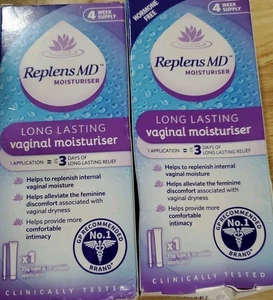 4 WEEK
SUPPLY
Replens MD™
MOISTURISER
LONG LASTING
vaginal moisturiser
1 APPLICATION = 3 DAYS OF
LONG LASTING RELIEF
Helps to replenish internal
vaginal moisture
Helps alleviate the feminine
discomfort associated with
vaginal dryness
Helps provide more
comfortable
intimacy
GP RECOMMENDED
No.1
BRAND
x1
CLINICALLY TESTED
HORMONE
FREE
4 WEEK
SUPPLY
Replens MD™
MOISTURISER
LONG LASTING
vaginal moisturiser
1 APPLICATION = 3 DAYS OF
LONG LASTING RELIEF
Helps to replenish internal
vaginal moisture
Helps alleviate the feminine
discomfort associated with
vaginal dryness
Helps provide more
comfortable
intimacy
GP RECOMMENDED
No.1
BRAND
x1
CLINICALLY TESTED